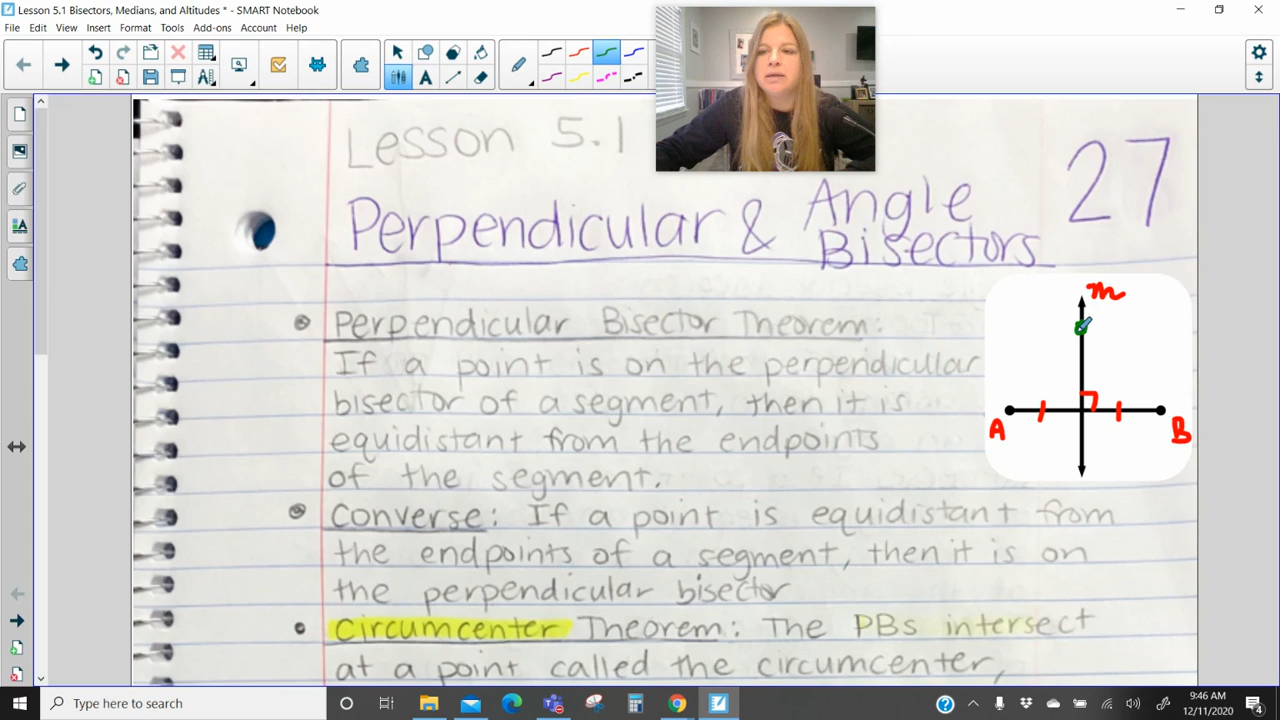 Lesson 5.1 Bisectors, Medians, and Altitudes * - SMART Notebook
File Edit View Insert Format Tools Add-ons Account Help
Lesson 5.1
27
Perpendicular & Angle
Bisectors
m
Perpendicular Bisector Theorem:
If a point is on the perpendicular
bisector of a segment, then it is
A B
equidistant from the endpoints
of the segment.
Converse: If a point is equidistant from
the endpoints of a segment, then it is on
the perpendicular bisector
Circumcenter Theorem: The PBs intersect
at a point called the circumcenter,
Type here to search
9:46 AM
12/11/2020
4